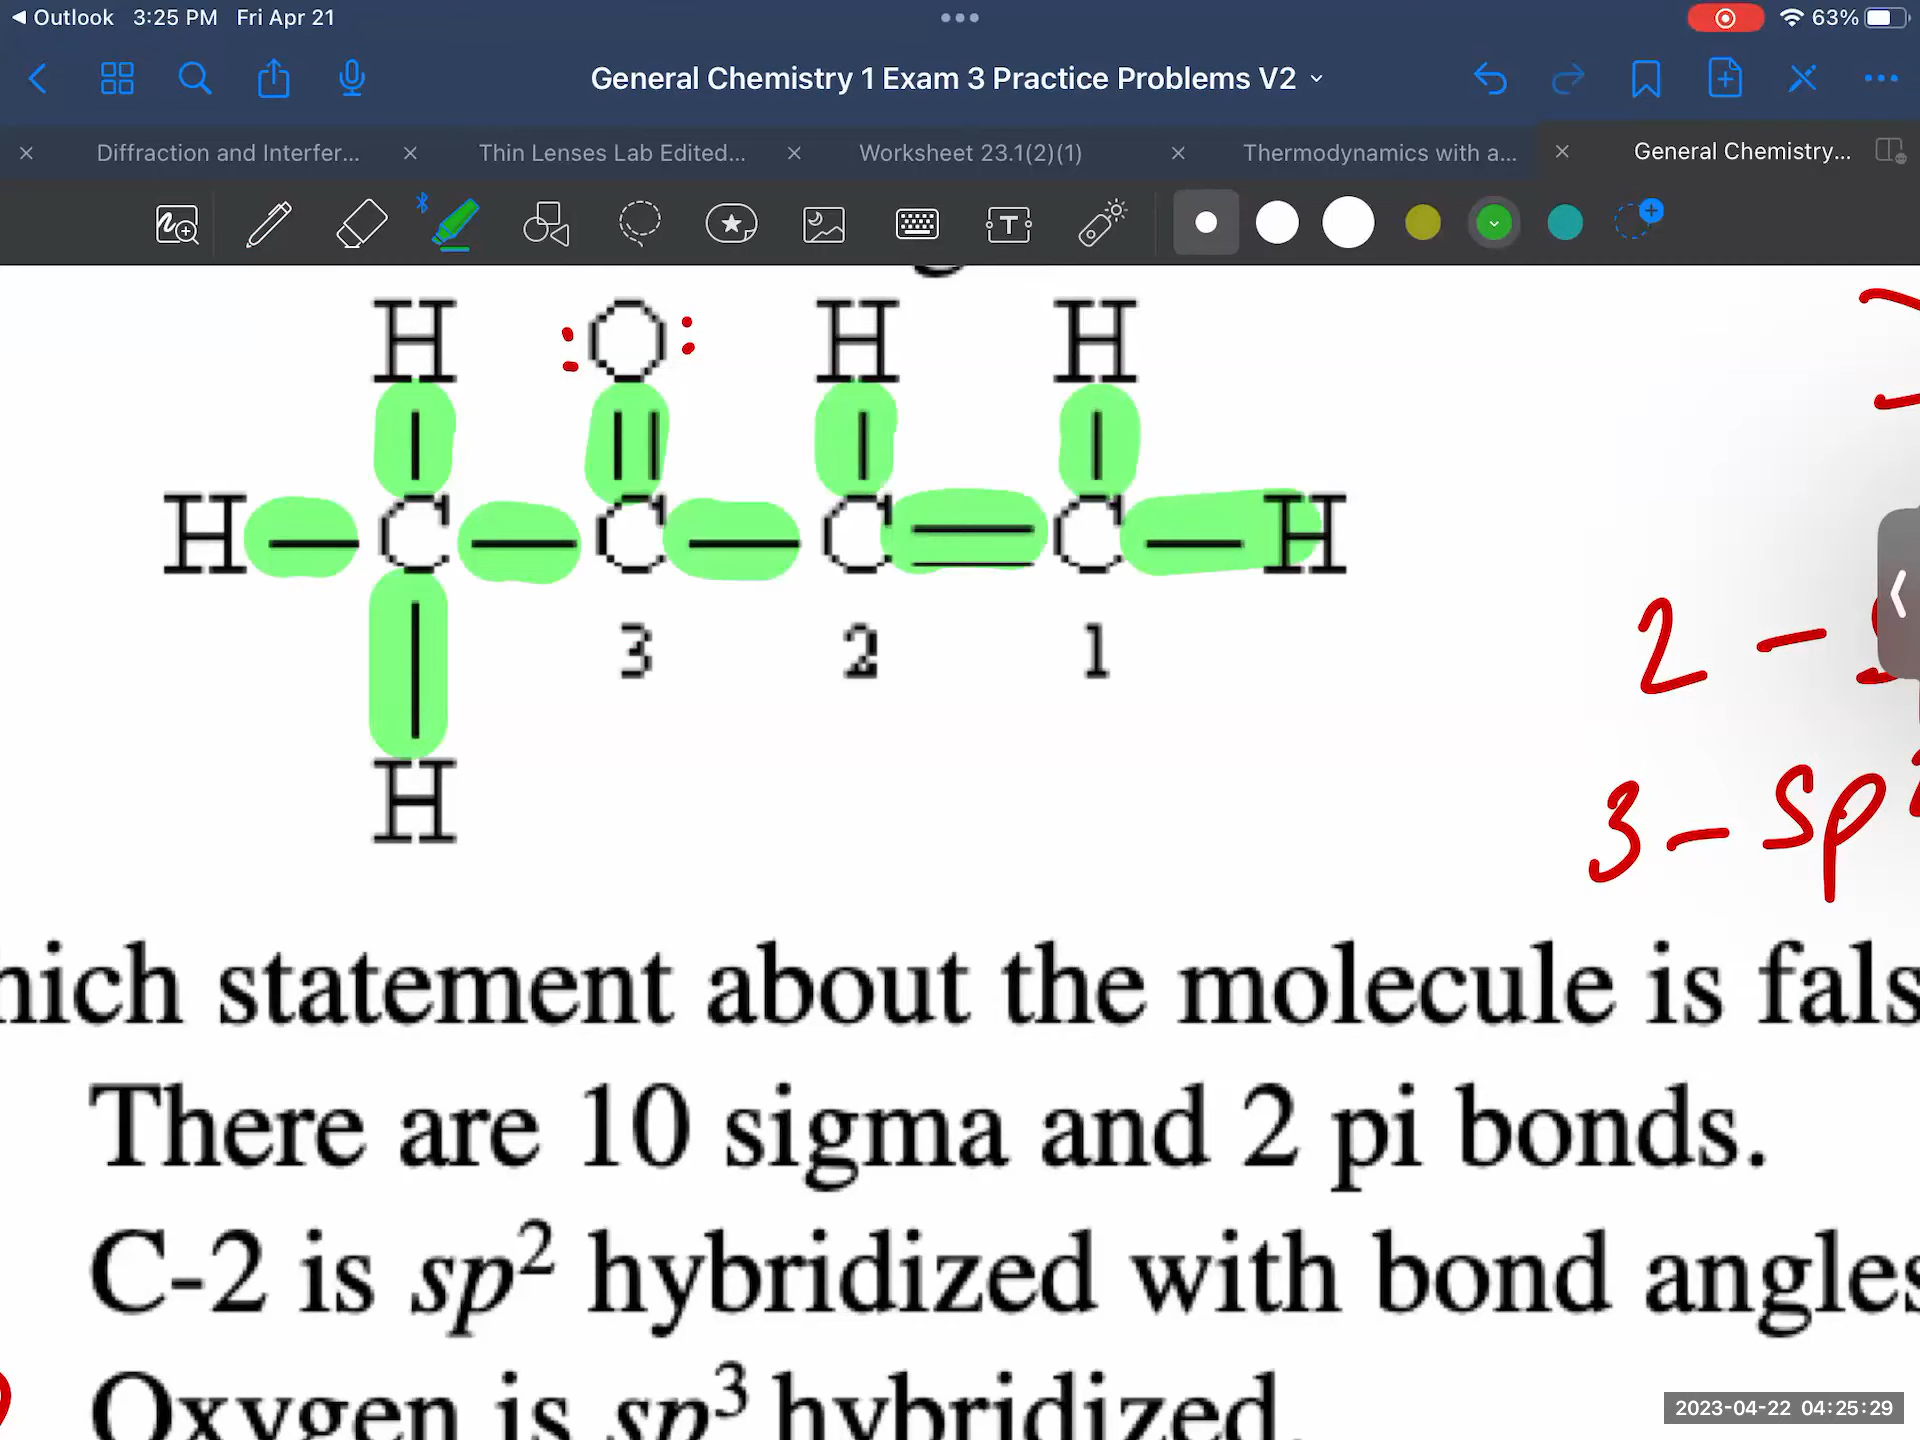 Outlook 3:25 PM Fri Apr 21
63%
General Chemistry 1 Exam 3 Practice Problems V2
Diffraction and Interfer...
Thin Lenses Lab Edited...
Worksheet 23.1(2)(1)
Thermodynamics with a...
General Chemistry...
T
H :O: H H
H C C C C H
3 2 1
H
2 -
3 - sp
hich statement about the molecule is fals
There are 10 sigma and 2 pi bonds.
C-2 is sp² hybridized with bond angles
Oxygen is sp³ hybridized.
2023-04-22 04:25:29